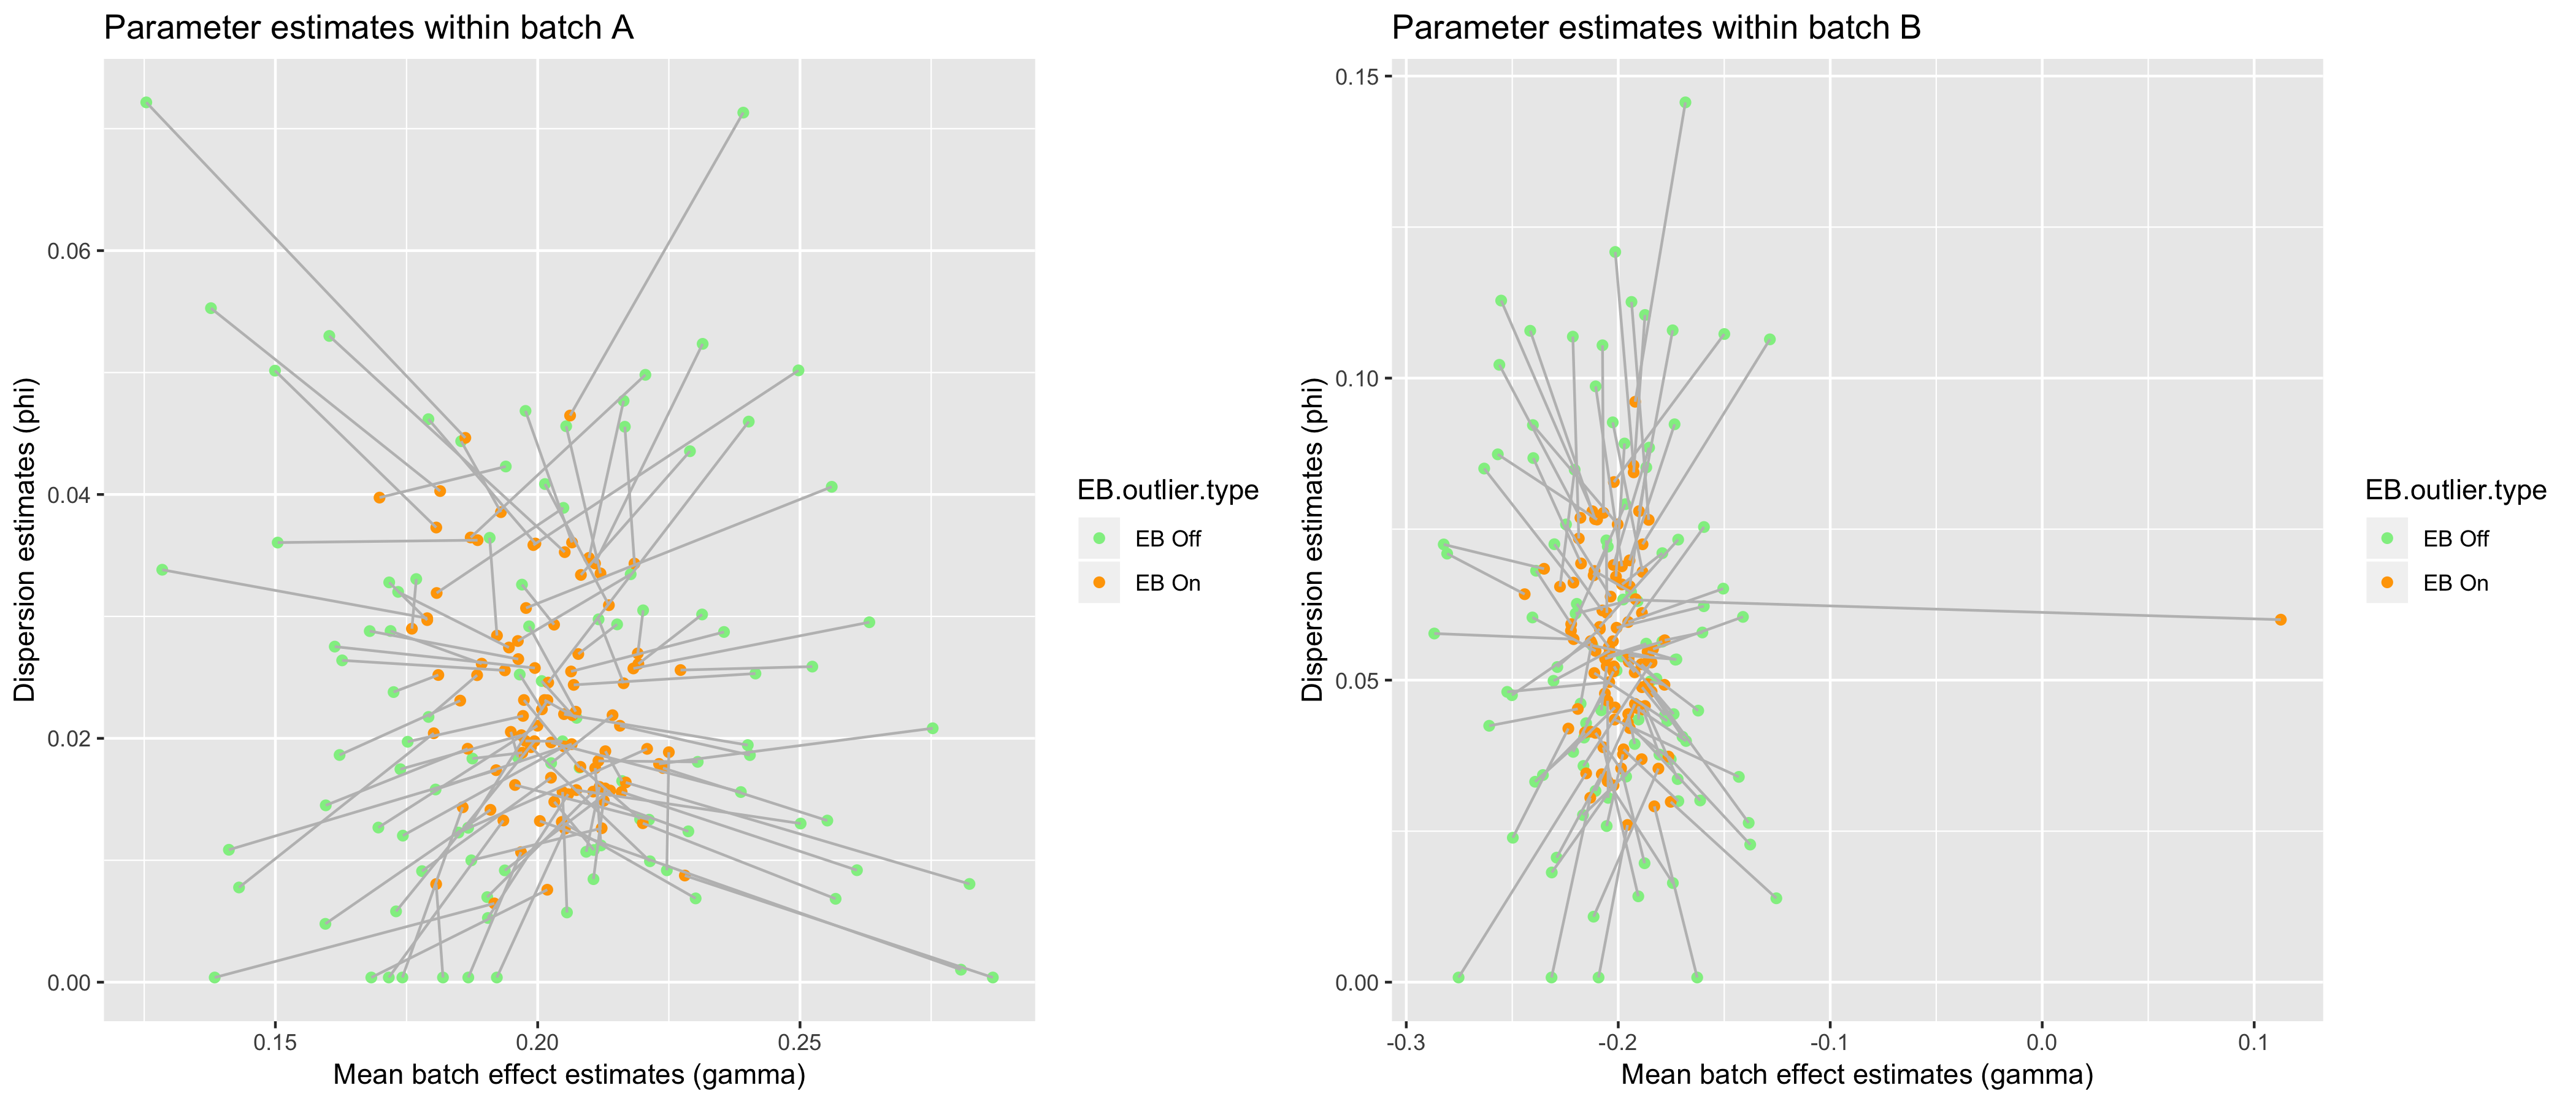 Parameter estimates within batch A
Dispersion estimates (phi)
0.06
0.04
0.02
0.00
0.15
0.20
0.25
Mean batch effect estimates (gamma)
EB.outlier.type
EB Off
EB On
Parameter estimates within batch B
Dispersion estimates (phi)
0.15
0.10
0.05
0.00
-0.3
-0.2
-0.1
0.0
0.1
Mean batch effect estimates (gamma)
EB.outlier.type
EB Off
EB On